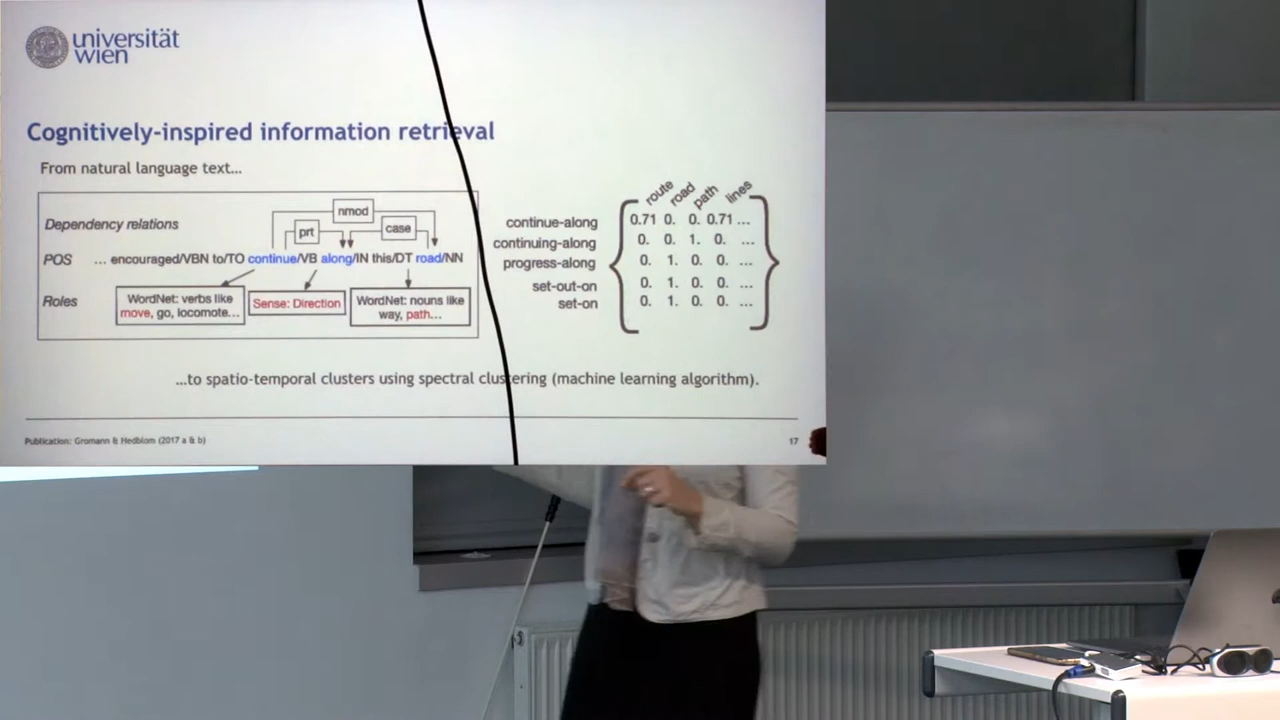 universität
wien
Cognitively-inspired information retrieval
From natural language text...
Dependency relations
nmod
prt
case
POS ... encouraged/VBN to/TO continue/VB along/IN this/DT road/NN
Roles
WordNet: verbs like
move, go, locomote...
Sense: Direction
WordNet: nouns like
way, path...
route road path lines
continue-along 0.71 0. 0. 0.71 ...
continuing-along 0. 0. 1. 0. ...
progress-along 0. 1. 0. 0. ...
set-out-on 0. 1. 0. 0. ...
set-on 0. 1. 0. 0. ...
...to spatio-temporal clusters using spectral clustering (machine learning algorithm).
Publication: Gromann & Hedblom (2017 a & b)
17